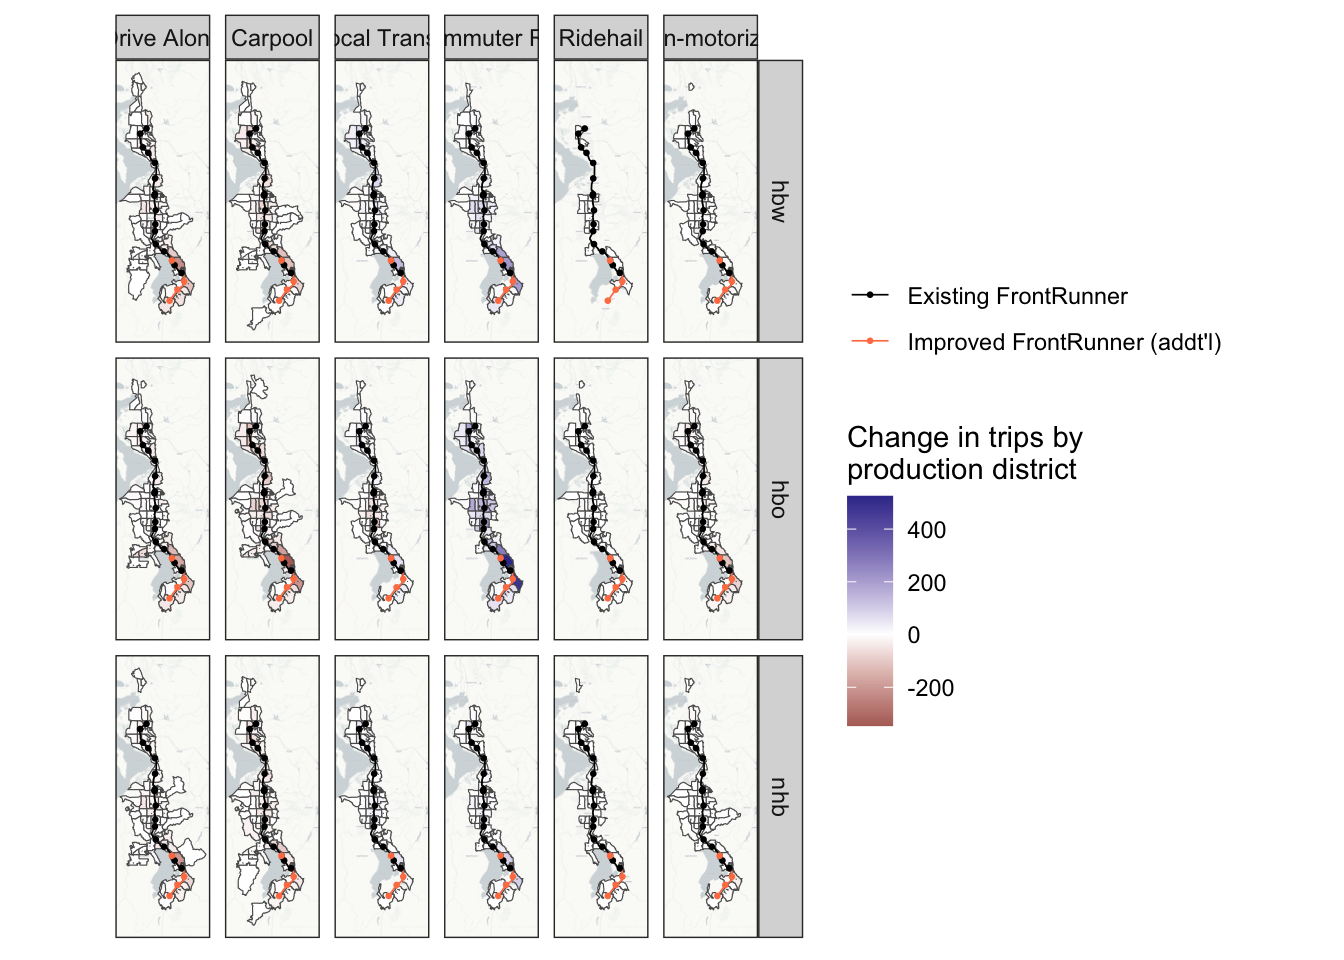 rive Alon
Carpool
ocal Trans
mmuter R
Ridehail
n-motoriz
hbw
hbo
nhb
Existing FrontRunner
Improved FrontRunner (addt'l)
Change in trips by
production district
400
200
0
-200